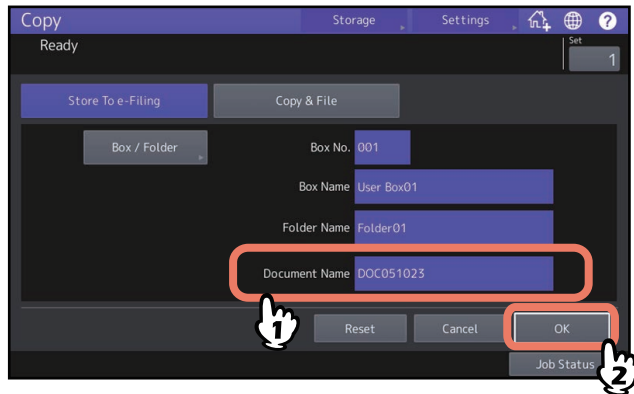 Copy
Storage
Settings
?
Ready
Set
1
Store To e-Filing
Copy & File
Box / Folder
Box No. 001
Box Name User Box01
Folder Name Folder01
Document Name DOC051023
1
Reset
Cancel
OK
Job Status
2